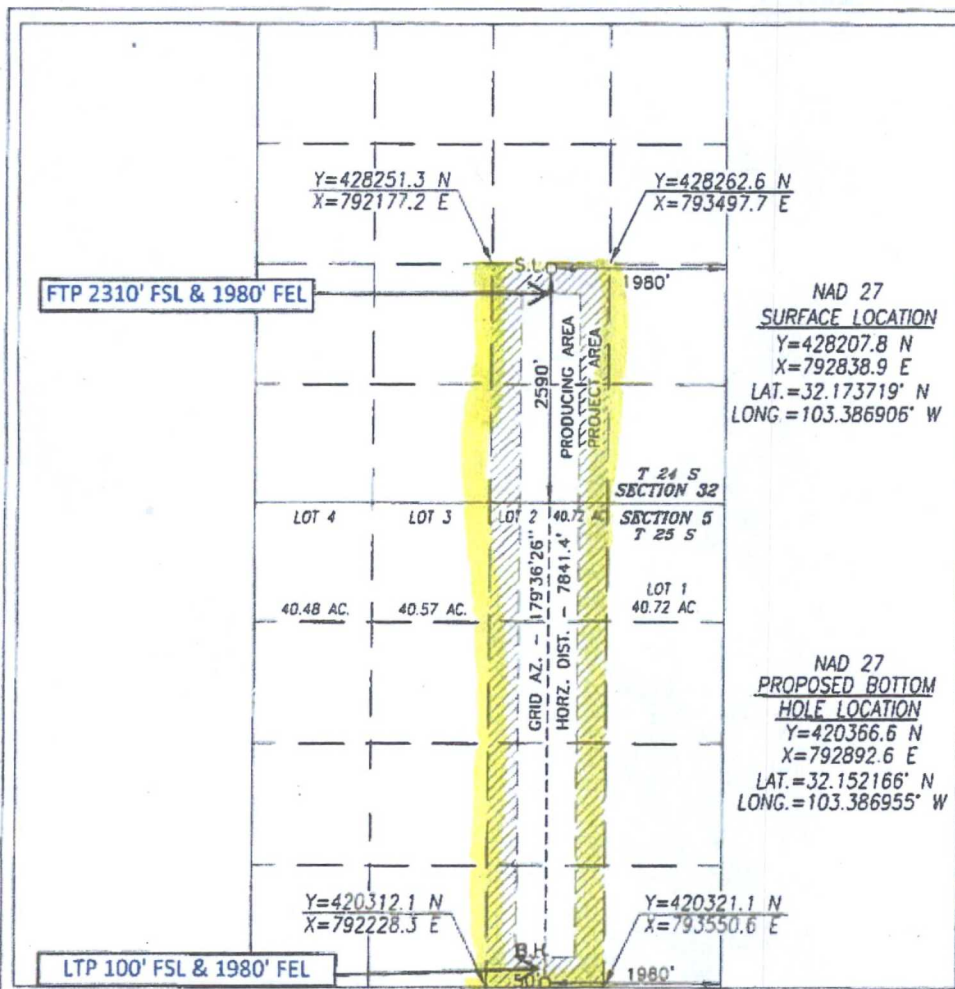 Y=428251.3 N
X=792177.2 E
Y=428262.6 N
X=793497.7 E
S.L.
1980'
FTP 2310' FSL & 1980' FEL
2590'
PRODUCING AREA
PROJECT AREA
NAD 27
SURFACE LOCATION
Y=428207.8 N
X=792838.9 E
LAT.=32.173719° N
LONG.=103.386906° W
T 24 S
SECTION 32
LOT 4
LOT 3
LOT 2
40.72 AC
SECTION 5
T 25 S
GRID AZ. - 179°36'26"
HORZ. DIST. - 7841.4'
40.48 AC.
40.57 AC.
LOT 1
40.72 AC
NAD 27
PROPOSED BOTTOM
HOLE LOCATION
Y=420366.6 N
X=792892.6 E
LAT.=32.152166° N
LONG.=103.386955° W
Y=420312.1 N
X=792228.3 E
Y=420321.1 N
X=793550.6 E
B.H.
LTP 100' FSL & 1980' FEL
50'
1980'